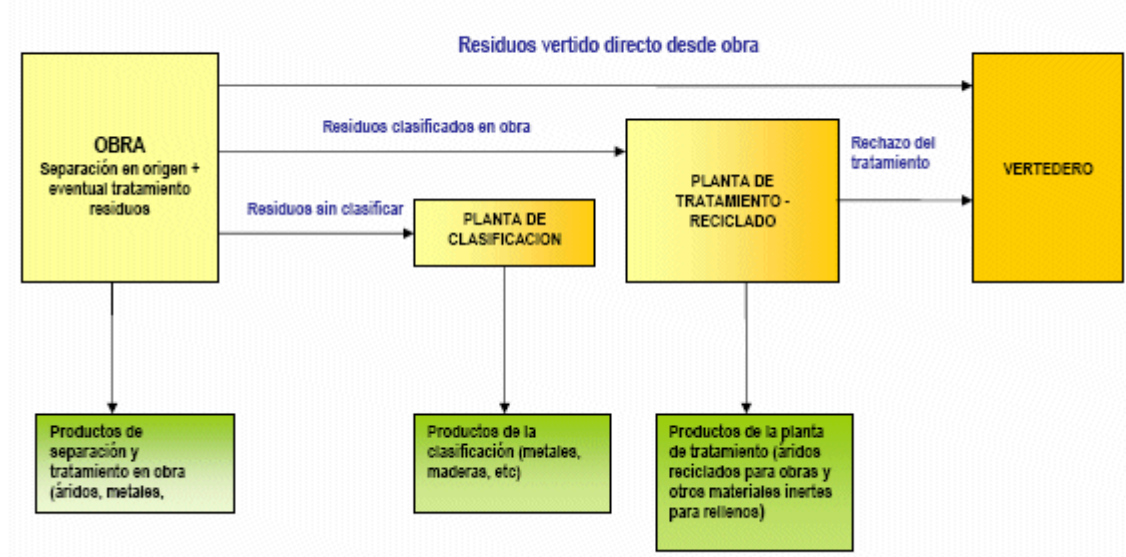 Residuos vertido directo desde obra
OBRA
Separación en origen +
eventual tratamiento
residuos
Residuos clasificados en obra
Residuos sin clasificar
PLANTA DE
CLASIFICACION
PLANTA DE
TRATAMIENTO -
RECICLADO
Rechazo del
tratamiento
VERTEDERO
Productos de
separación y
tratamiento en obra
(áridos, metales,
Productos de la
clasificación (metales,
maderas, etc)
Productos de la planta
de tratamiento (áridos
reciclados para obras y
otros materiales inertes
para rellenos)